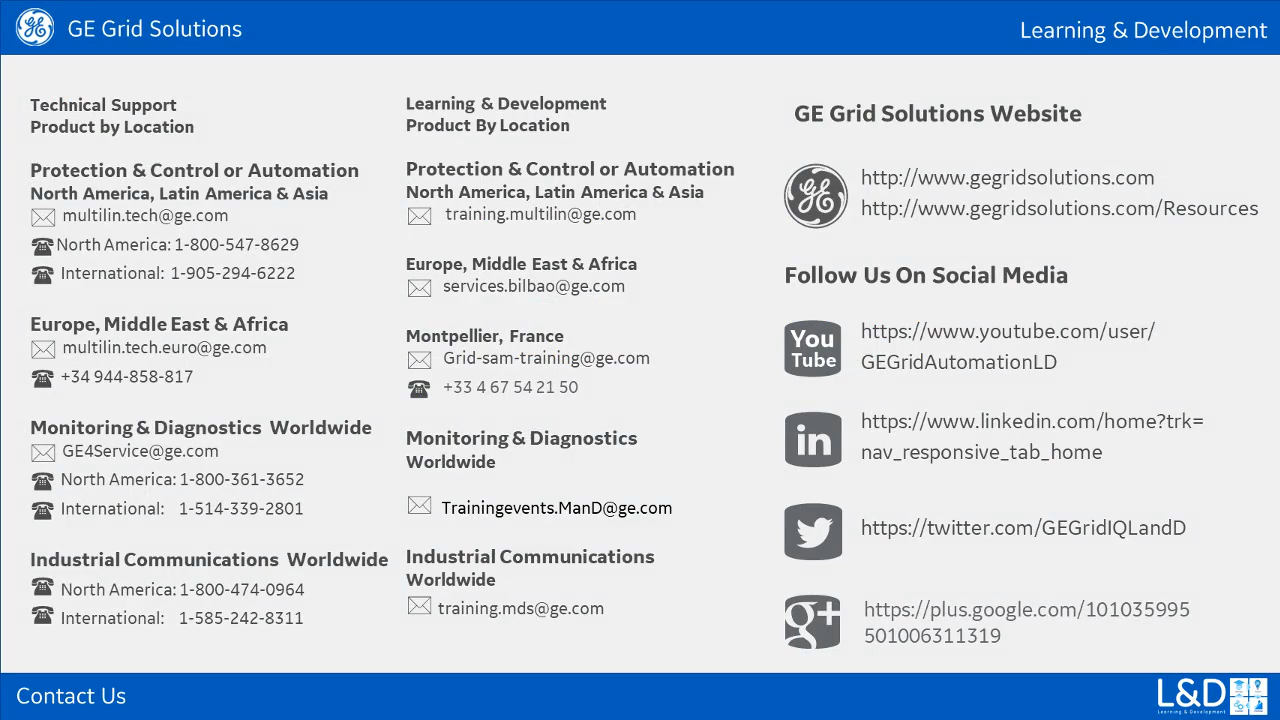 GE Grid Solutions
Learning & Development
Technical Support
Product by Location
Protection & Control or Automation
North America, Latin America & Asia
multilin.tech@ge.com
North America: 1-800-547-8629
International: 1-905-294-6222
Europe, Middle East & Africa
multilin.tech.euro@ge.com
+34 944-858-817
Monitoring & Diagnostics Worldwide
GE4Service@ge.com
North America: 1-800-361-3652
International: 1-514-339-2801
Industrial Communications Worldwide
North America: 1-800-474-0964
International: 1-585-242-8311
Learning & Development
Product By Location
Protection & Control or Automation
North America, Latin America & Asia
training.multilin@ge.com
Europe, Middle East & Africa
services.bilbao@ge.com
Montpellier, France
Grid-sam-training@ge.com
+33 4 67 54 21 50
Monitoring & Diagnostics
Worldwide
Trainingevents.ManD@ge.com
Industrial Communications
Worldwide
training.mds@ge.com
GE Grid Solutions Website
GE
http://www.gegridsolutions.com
http://www.gegridsolutions.com/Resources
Follow Us On Social Media
You
Tube
https://www.youtube.com/user/
GEGridAutomationLD
in
https://www.linkedin.com/home?trk=
nav_responsive_tab_home
https://twitter.com/GEGridIQLandD
g+
https://plus.google.com/101035995
501006311319
Contact Us
L&D
Learning & Development